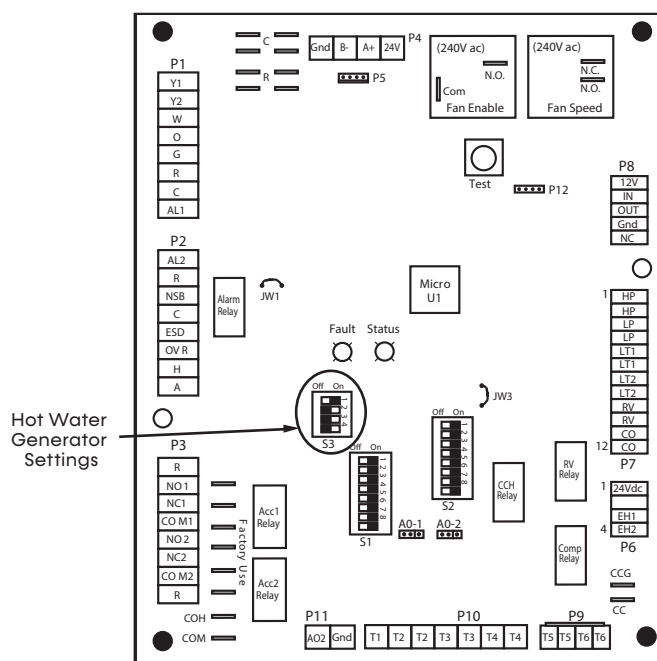 C
R
Gnd B- A+ 24V P4
P5
(240V ac)
N.O.
Com
Fan Enable
(240V ac)
N.C.
N.O.
Fan Speed
P1
Y1
Y2
W
O
G
R
C
AL1
Test
P12
P8
12V
IN
OUT
Gnd
NC
P2
AL2
R
NSB
C
ESD
OV R
H
A
Alarm
Relay
JW1
Micro
U1
Fault Status
1 HP
HP
LP
LP
LT1
LT1
LT2
LT2
RV
RV
CO
12 CO
P7
Hot Water
Generator
Settings
Off On
1
2
3
4
S3
JW3
Off On
1
2
3
4
5
6
7
8
S1
Off On
1
2
3
4
5
6
7
8
S2
A0-1 A0-2
CCH
Relay
RV
Relay
Comp
Relay
1 24Vdc
EH1
4 EH2
P6
CCG
CC
P3
R
NO1
NC1
CO M1
NO2
NC2
CO M2
R
Factory Use
Acc1
Relay
Acc2
Relay
COH
COM
P11
AO2 Gnd
P10
T1 T2 T2 T3 T3 T4 T4
P9
T5 T5 T6 T6